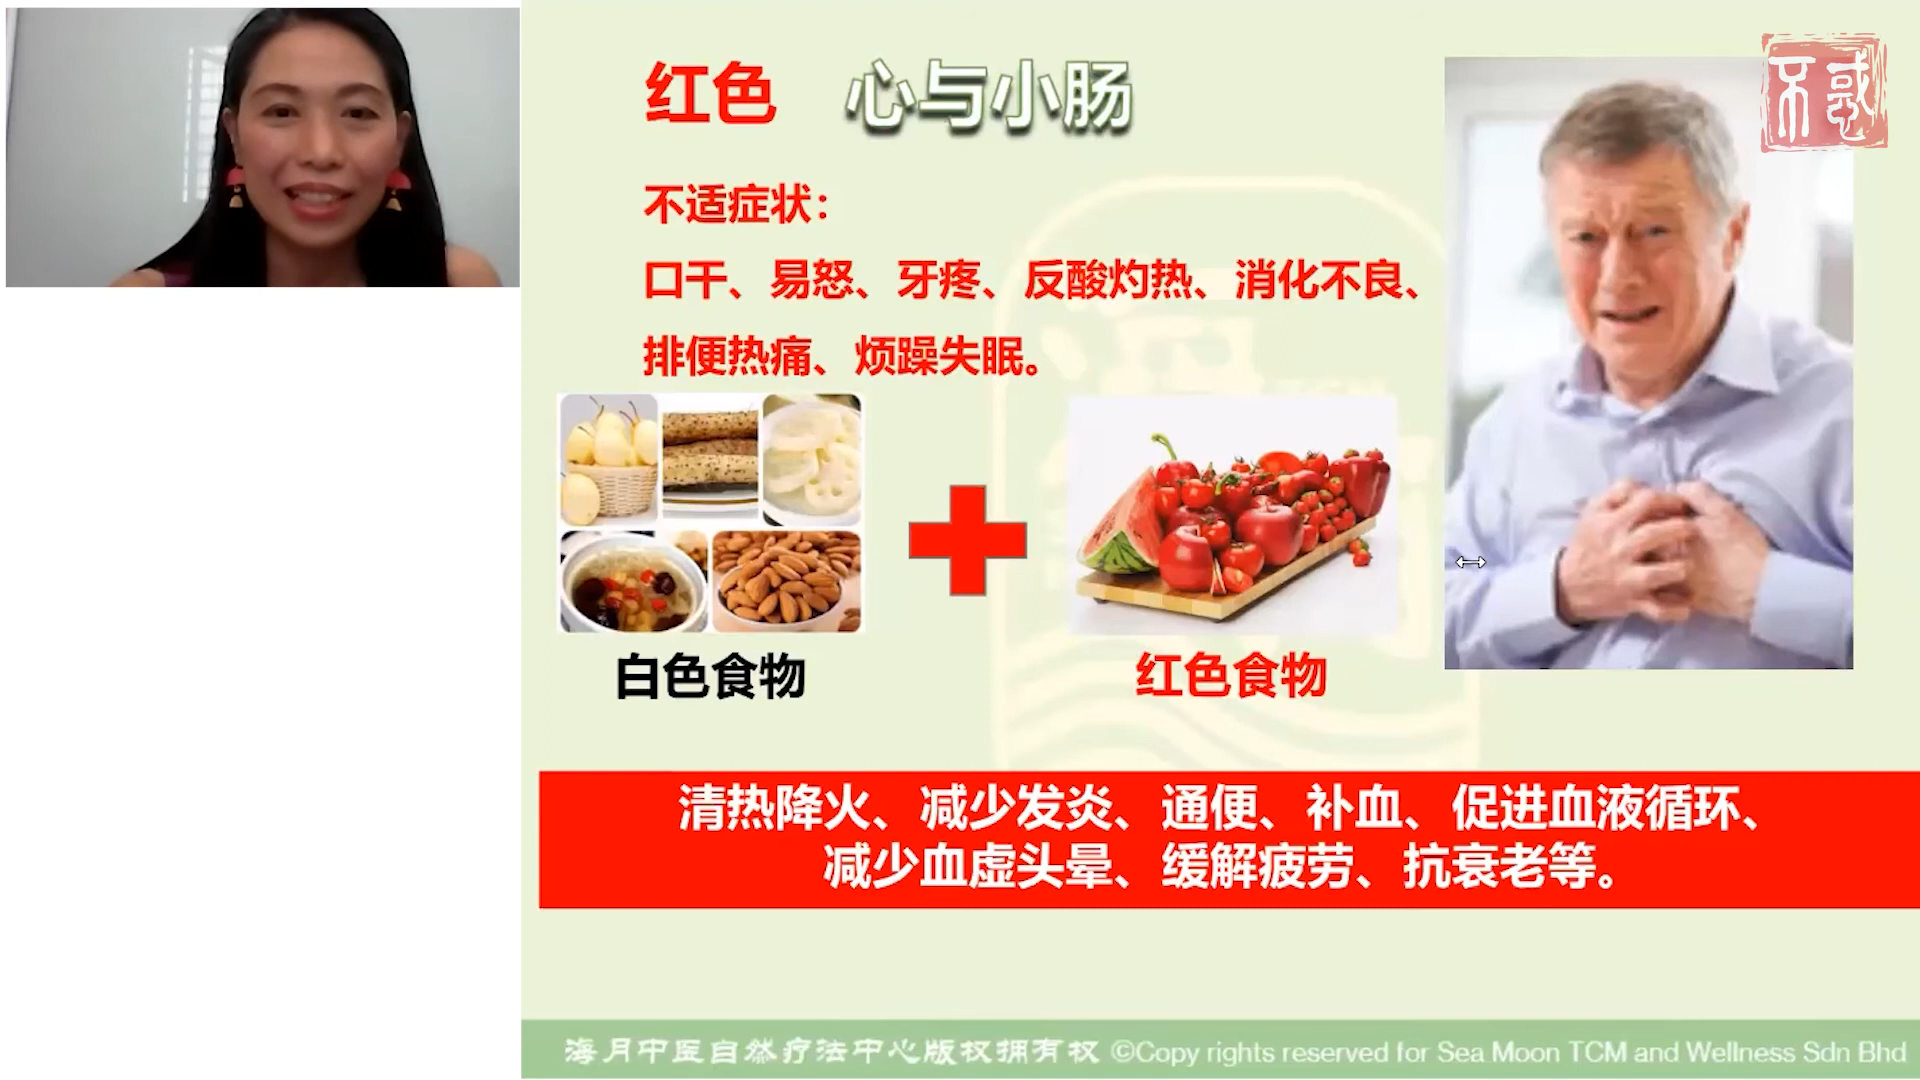 红色 心与小肠
不惑
不适症状：
口干、易怒、牙疼、反酸灼热、消化不良、
排便热痛、烦躁失眠。
白色食物
红色食物
清热降火、减少发炎、通便、补血、促进血液循环、
减少血虚头晕、缓解疲劳、抗衰老等。
海月中医自然疗法中心版权拥有权 ©Copy rights reserved for Sea Moon TCM and Wellness Sdn Bhd